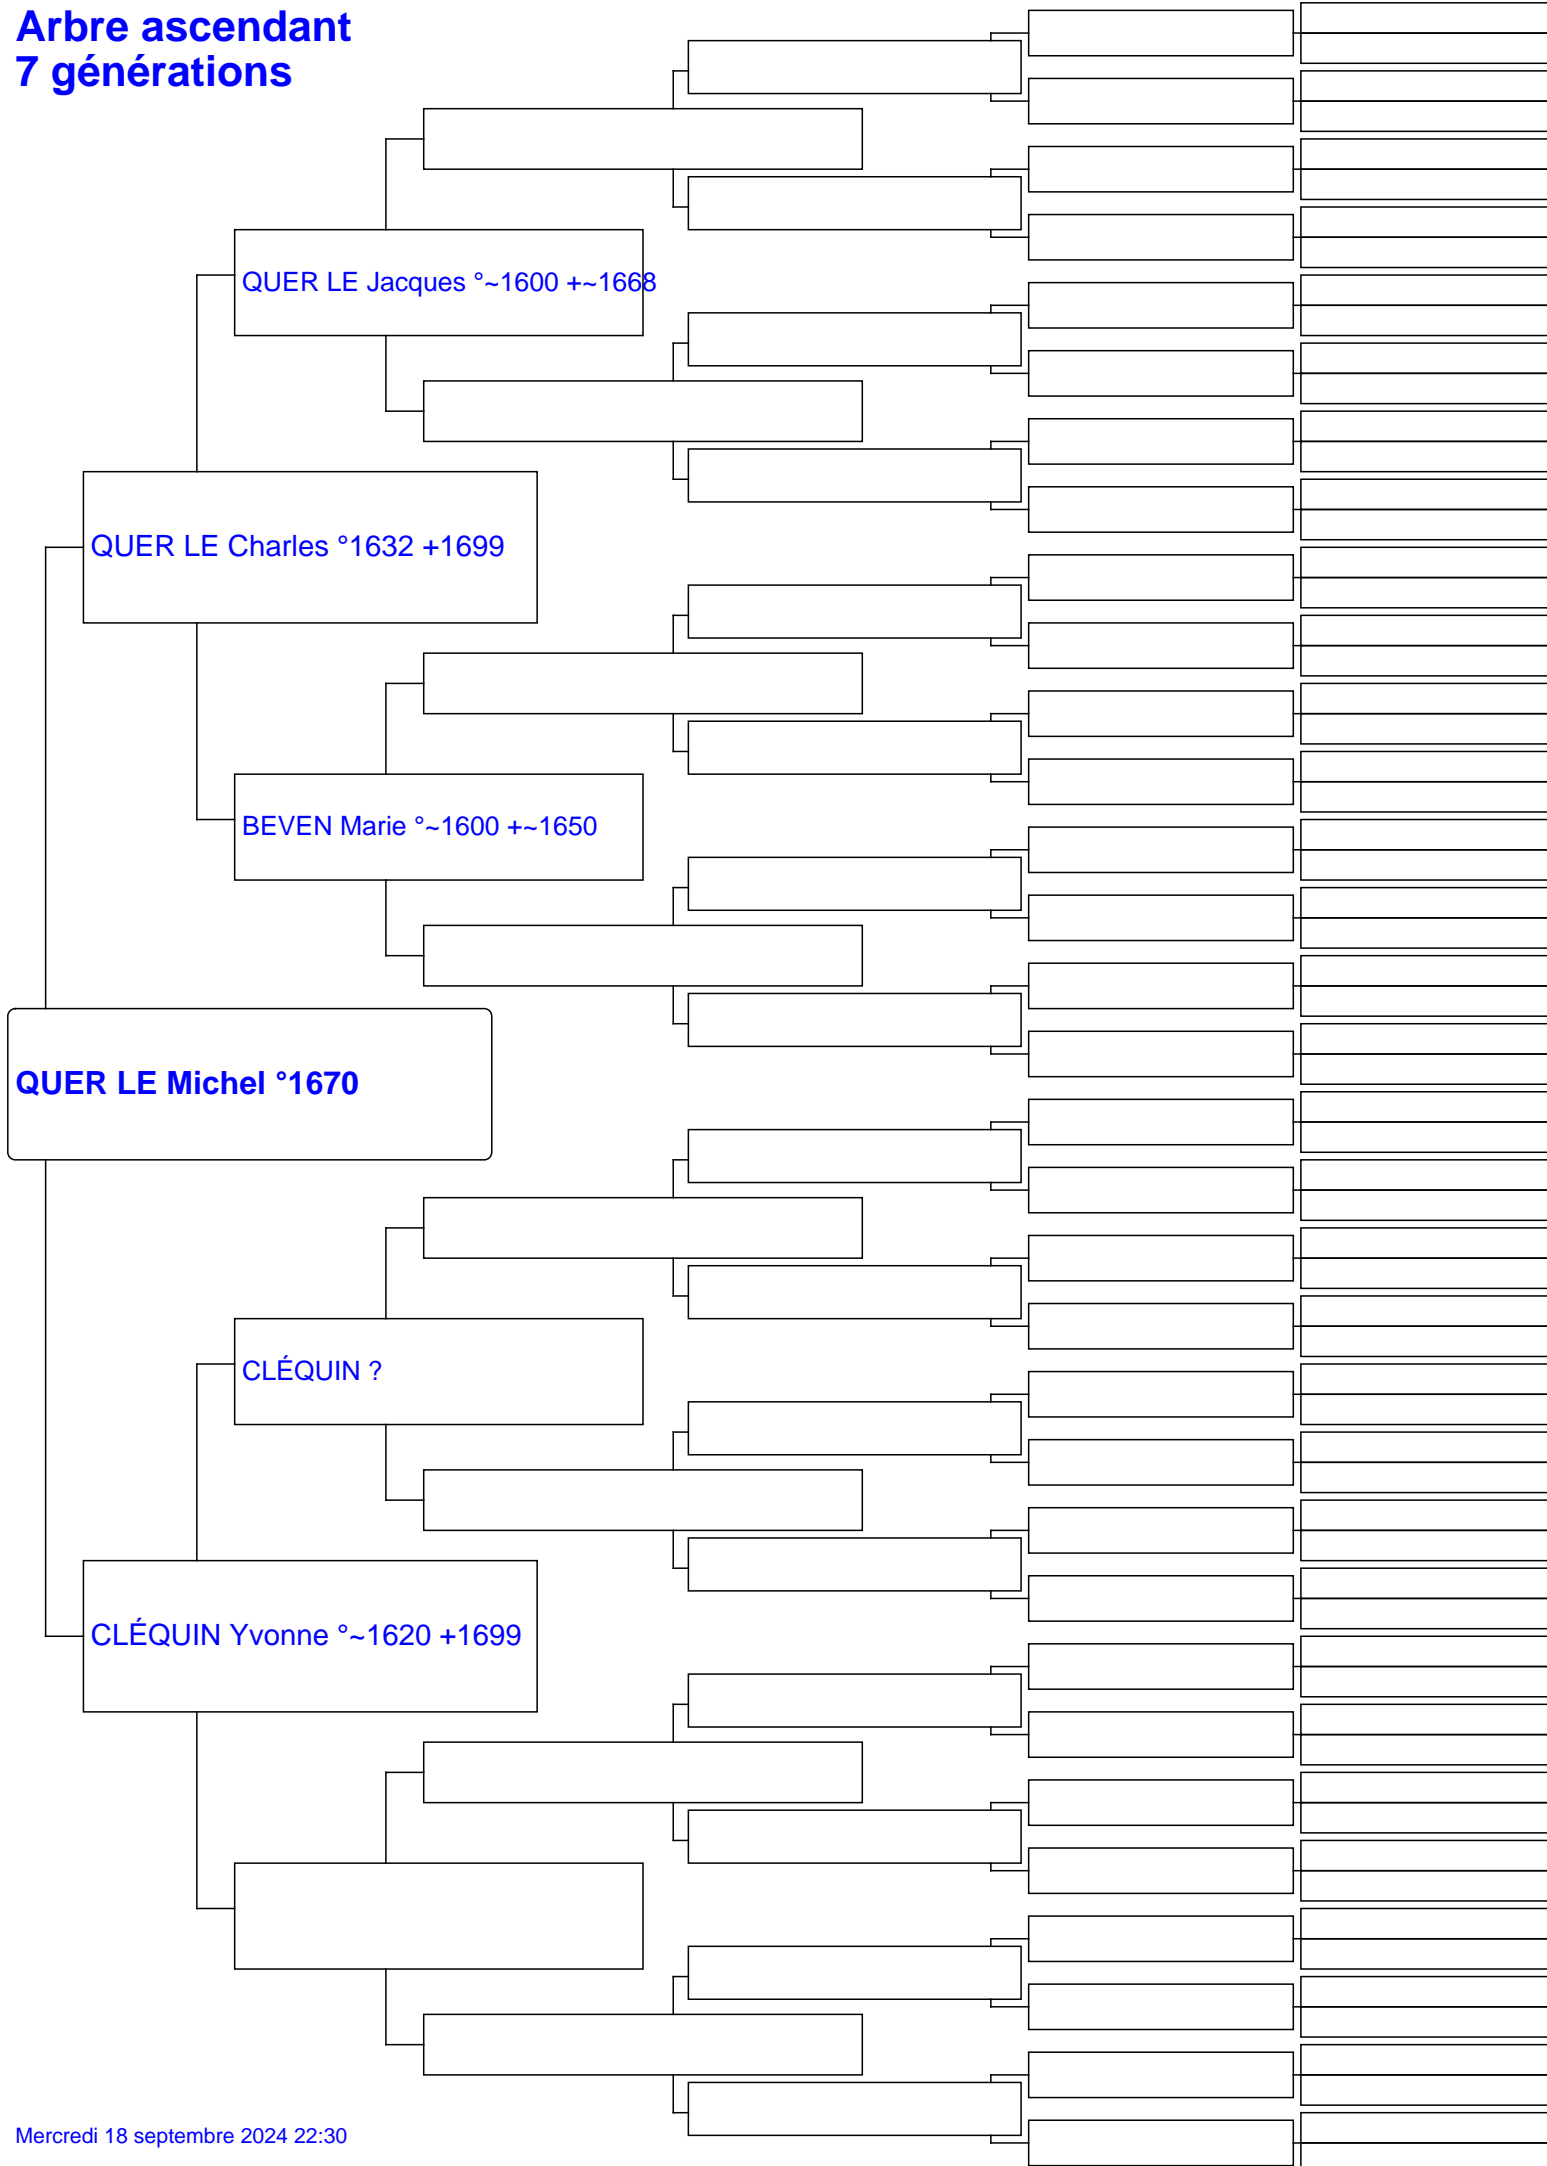 Arbre ascendant
7 générations
QUER LE Jacques °~1600 +~1668
QUER LE Charles °1632 +1699
BEVEN Marie °~1600 +~1650
QUER LE Michel °1670
CLÉQUIN ?
CLÉQUIN Yvonne °~1620 +1699
Mercredi 18 septembre 2024 22:30